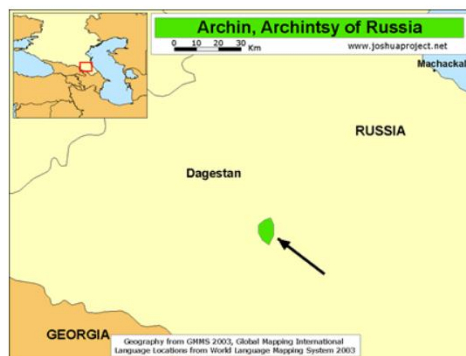 Archin, Archintsy of Russia
0 10 20 30
Km
www.joshuaproject.net
Machackal
RUSSIA
Dagestan
GEORGIA
Geography from GMMS 2003, Global Mapping International
Language Locations from World Language Mapping System 2003